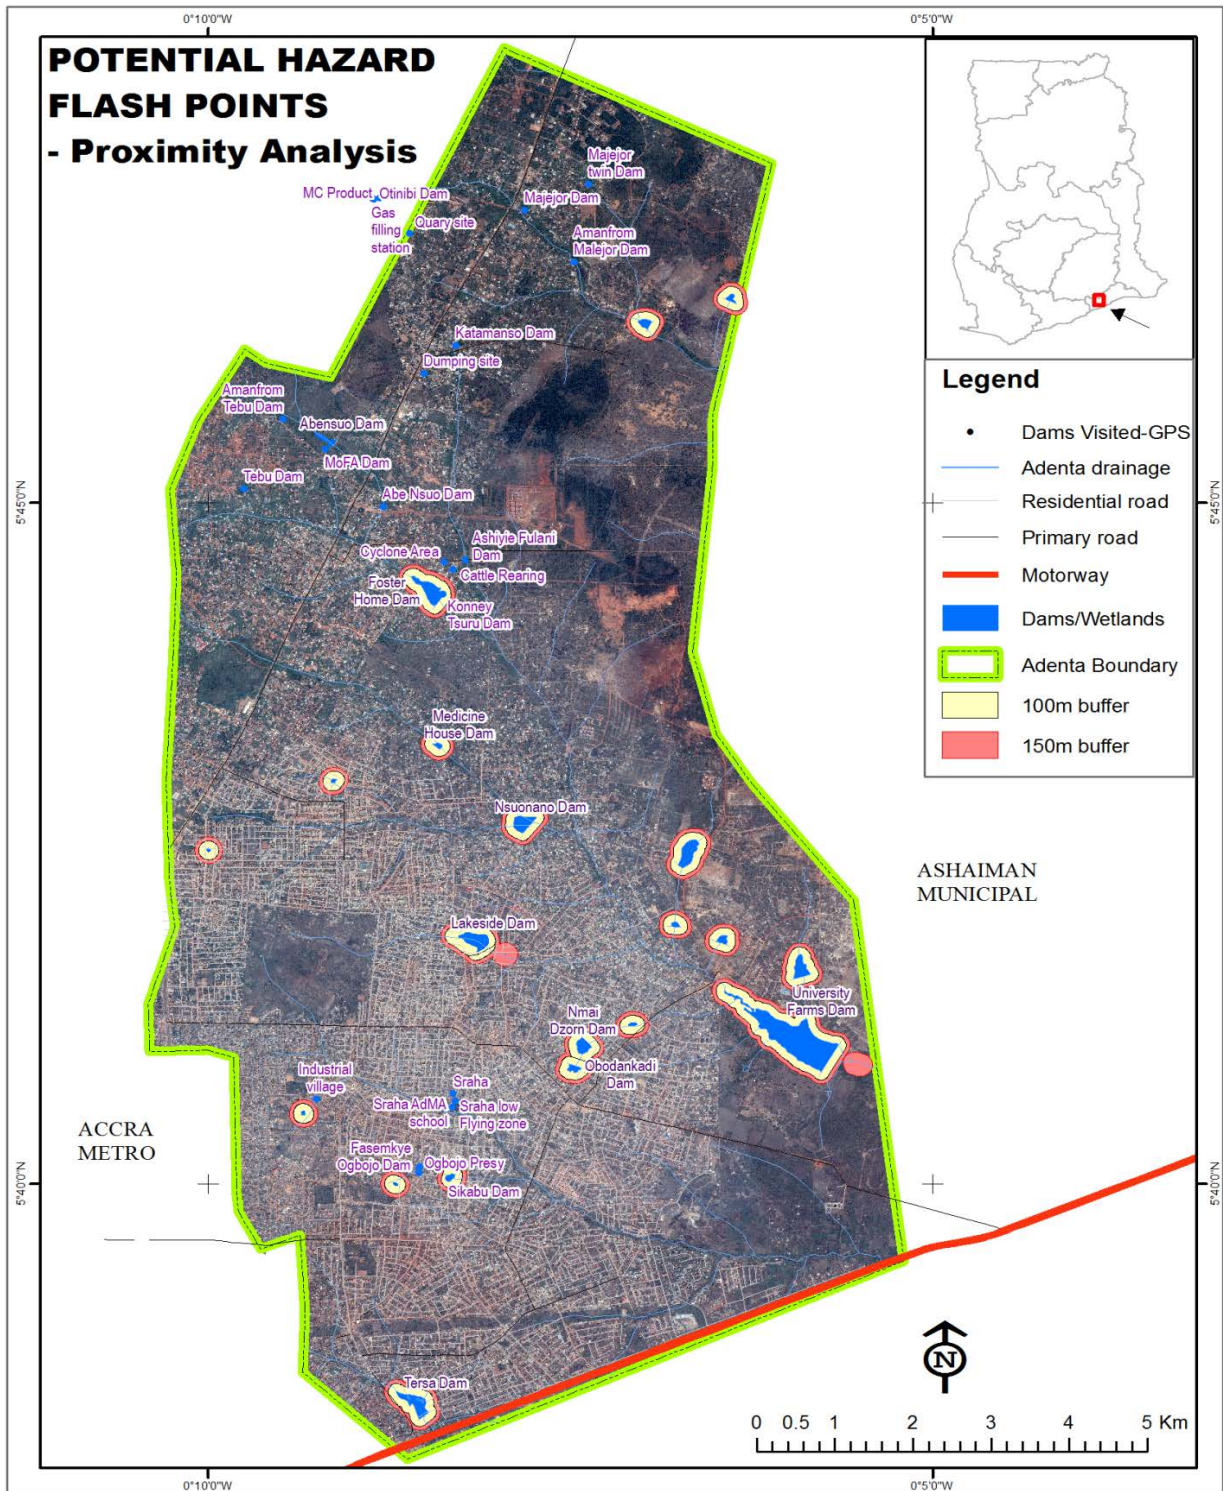 0°10'0"W
0°5'0"W
POTENTIAL HAZARD
FLASH POINTS
- Proximity Analysis
Majejor
twin Dam
MC Product
Otinibi Dam
Majejor Dam
Gas
filling
station
Quary site
Amanfrom
Malejor Dam
Katamanso Dam
Dumping site
Amanfrom
Tebu Dam
Abensuo Dam
MoFA Dam
Tebu Dam
Abe Nsuo Dam
5°45'0"N
5°45'0"N
Ashiyie Fulani
Dam
Cyclone Area
Cattle Rearing
Foster
Home Dam
Konney
Tsuru Dam
Medicine
House Dam
Nsuonano Dam
Lakeside Dam
University
Farms Dam
Nmai
Dzorn Dam
Obodankadi
Dam
Industrial
village
Sraha
Sraha AdMA
school
Sraha low
Flying zone
Fasemkye
Ogbojo Dam
Ogbojo Presy
Sikabu Dam
Tersa Dam
ACCRA
METRO
ASHAIMAN
MUNICIPAL
5°40'0"N
5°40'0"N
Legend
Dams Visited-GPS
Adenta drainage
Residential road
Primary road
Motorway
Dams/Wetlands
Adenta Boundary
100m buffer
150m buffer
N
0 0.5 1 2 3 4 5 Km
0°10'0"W
0°5'0"W